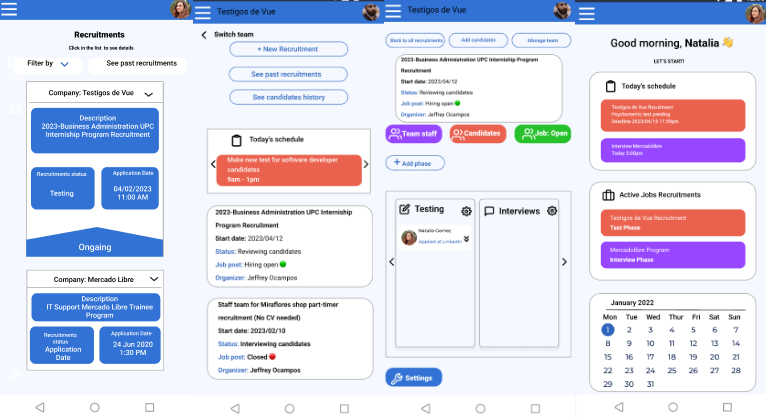 Recruitments
Click in the list to see details
Filter by
See past recruitments
Company: Testigos de Vue
Description
2023-Business Administration UPC
Internship Program Recruitment
Recruitments status
Testing
Application Date
04/02/2023
11:00 AM
Ongaing
Company: Mercado Libre
Description
IT Support Mercado Libre Trainee
Program
Recruitments
status
Application
Date
Application Date
24 Jun 2020
1:30 PM
Testigos de Vue
Switch team
+ New Recruitment
See past recruitments
See candidates history
Today's schedule
Make new test for software developer
candidates
9am - 1pm
2023-Business Administration UPC Internship
Program Recruitment
Start date: 2023/04/12
Status: Reviewing candidates
Job post: Hiring open
Organizer: Jeffrey Ocampos
Staff team for Miraflores shop part-timer
recruitment (No CV needed)
Start date: 2023/02/10
Status: Interviewing candidates
Job post: Closed
Organizer: Jeffrey Ocampos
Testigos de Vue
Back to all recruitments
Add candidates
Manage team
2023-Business Administration UPC Internship Program
Recruitment
Start date: 2023/04/12
Status: Reviewing candidates
Job post: Hiring open
Organizer: Jeffrey Ocampos
Team staff
Candidates
Job: Open
+ Add phase
Testing
Natalia Gomez
Applied at LinkedIn
Interviews
Settings
Good morning, Natalia 👋
LET'S START!
Today's schedule
Testigos de Vue Recruitment
Psychometric test pending
Deadline 2023/04/15 11:59pm
Interview Mercadolibre
Today 5:00pm
Active Jobs Recruitments
Testigos de Vue Recruitment
Test Phase
Mercadolibre Program
Interview Phase
January 2022
Mon Tue Wed Thu Fri Sat Sun
1 2 3 4 5 6 7
8 9 10 11 12 13 14
15 16 17 18 19 20 21
22 23 24 25 26 27 28
29 30 31